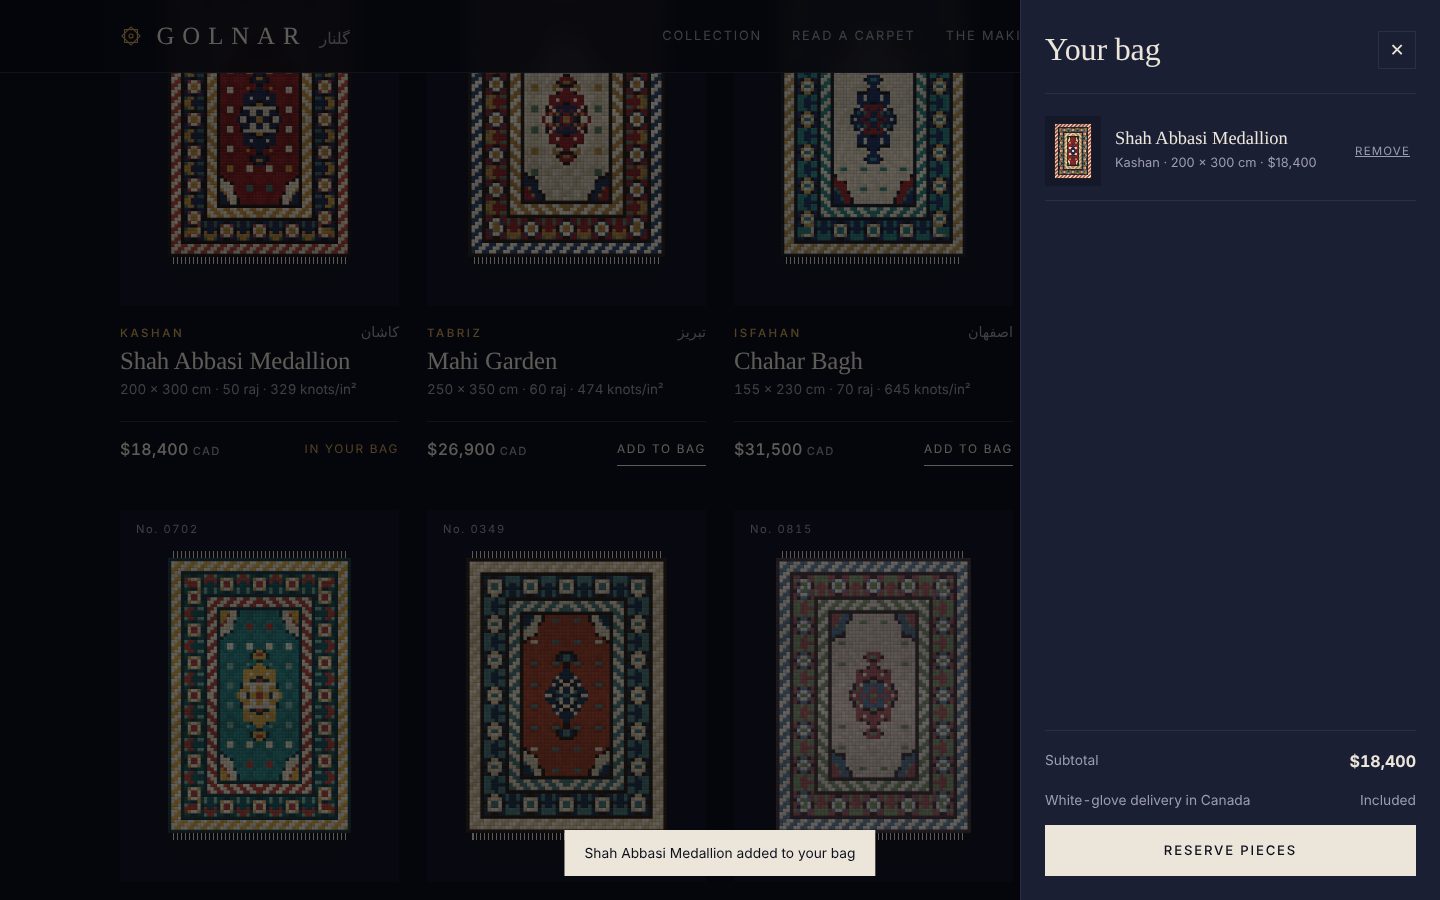 GOLNAR گلنار
COLLECTION READ A CARPET THE MAKI
KASHAN کاشان
Shah Abbasi Medallion
200 × 300 cm · 50 raj · 329 knots/in²
$18,400 CAD IN YOUR BAG
TABRIZ تبریز
Mahi Garden
250 × 350 cm · 60 raj · 474 knots/in²
$26,900 CAD ADD TO BAG
ISFAHAN اصفهان
Chahar Bagh
155 × 230 cm · 70 raj · 645 knots/in²
$31,500 CAD ADD TO BAG
No. 0702
No. 0349
No. 0815
Shah Abbasi Medallion added to your bag
Your bag ✕
Shah Abbasi Medallion
Kashan · 200 × 300 cm · $18,400
REMOVE
Subtotal $18,400
White-glove delivery in Canada Included
RESERVE PIECES